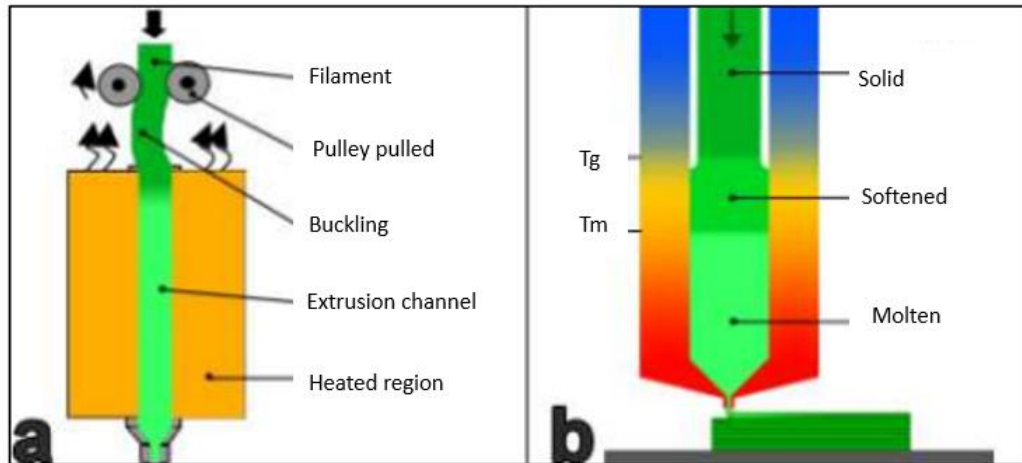 Filament
Pulley pulled
Buckling
Extrusion channel
Heated region
a
Solid
Tg
Softened
Tm
Molten
b